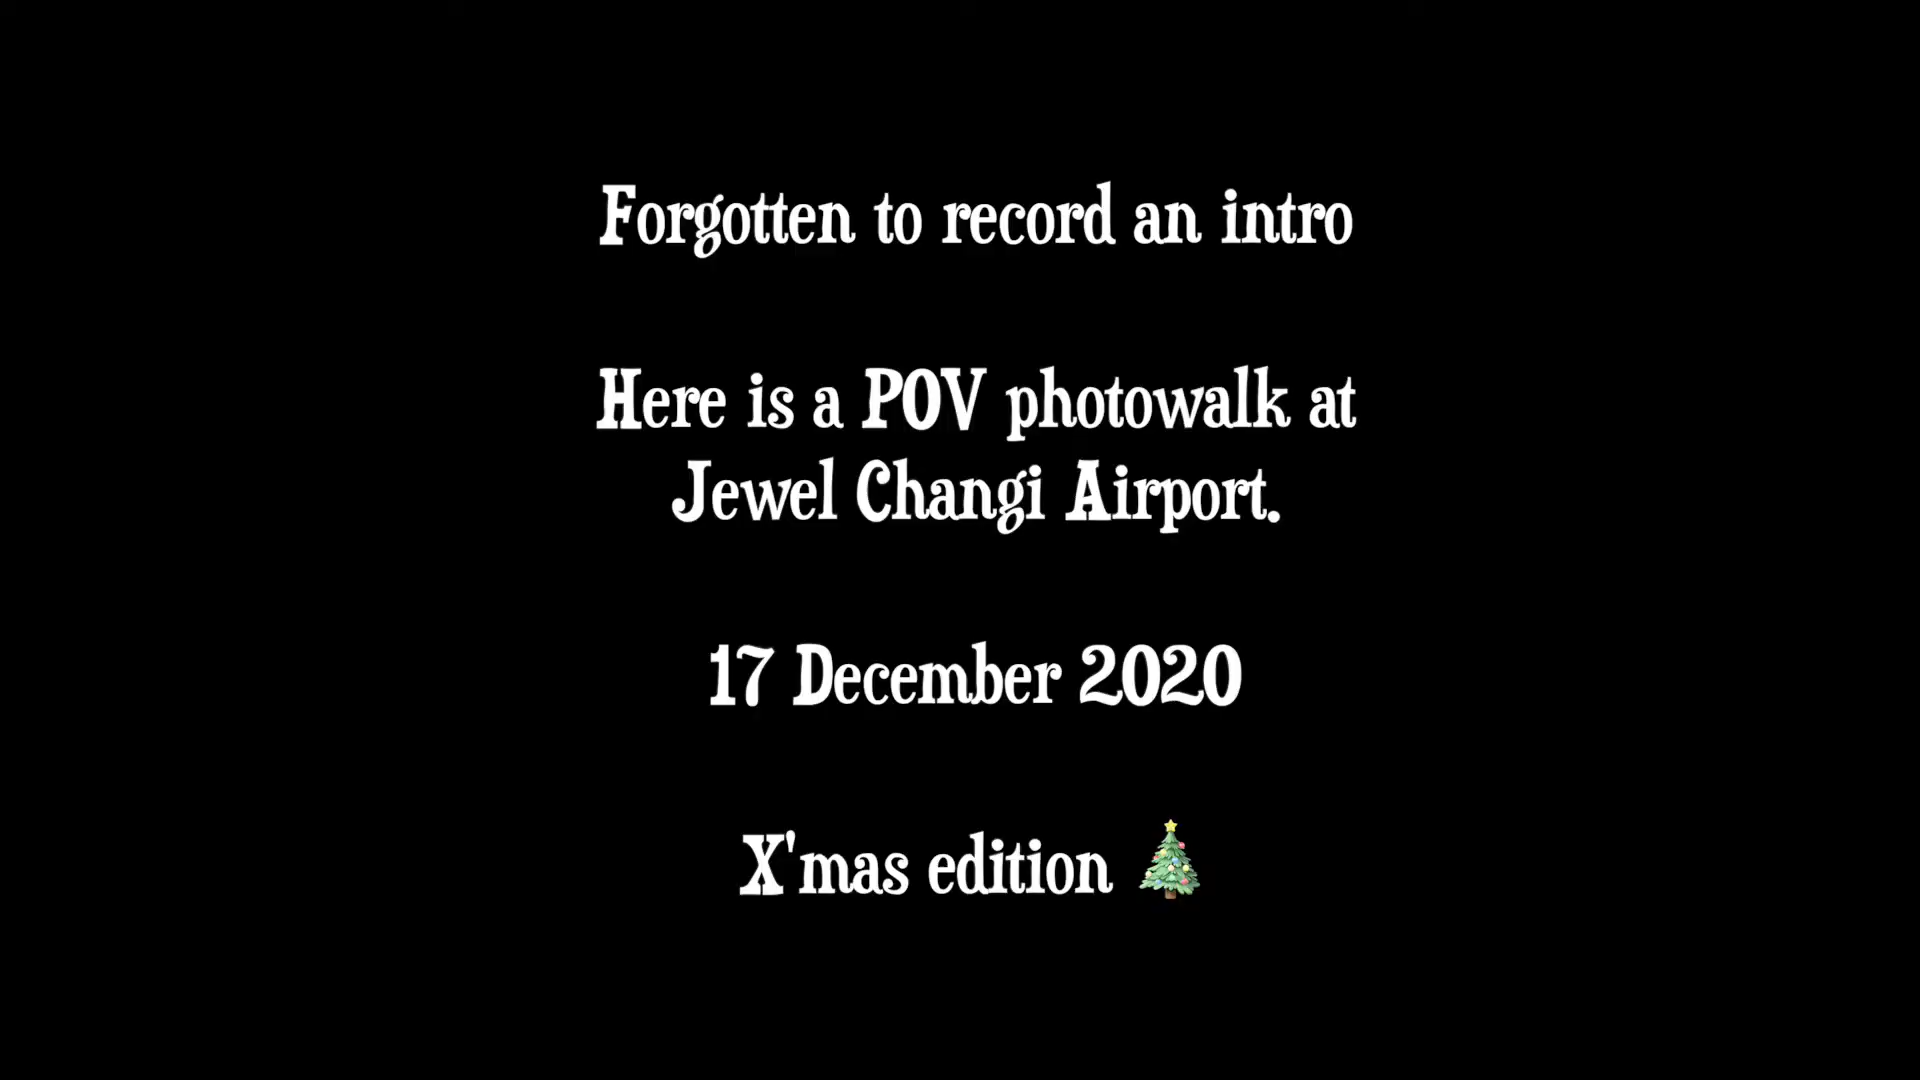 Forgotten to record an intro
Here is a POV photowalk at
Jewel Changi Airport.
17 December 2020
X'mas edition 🎄